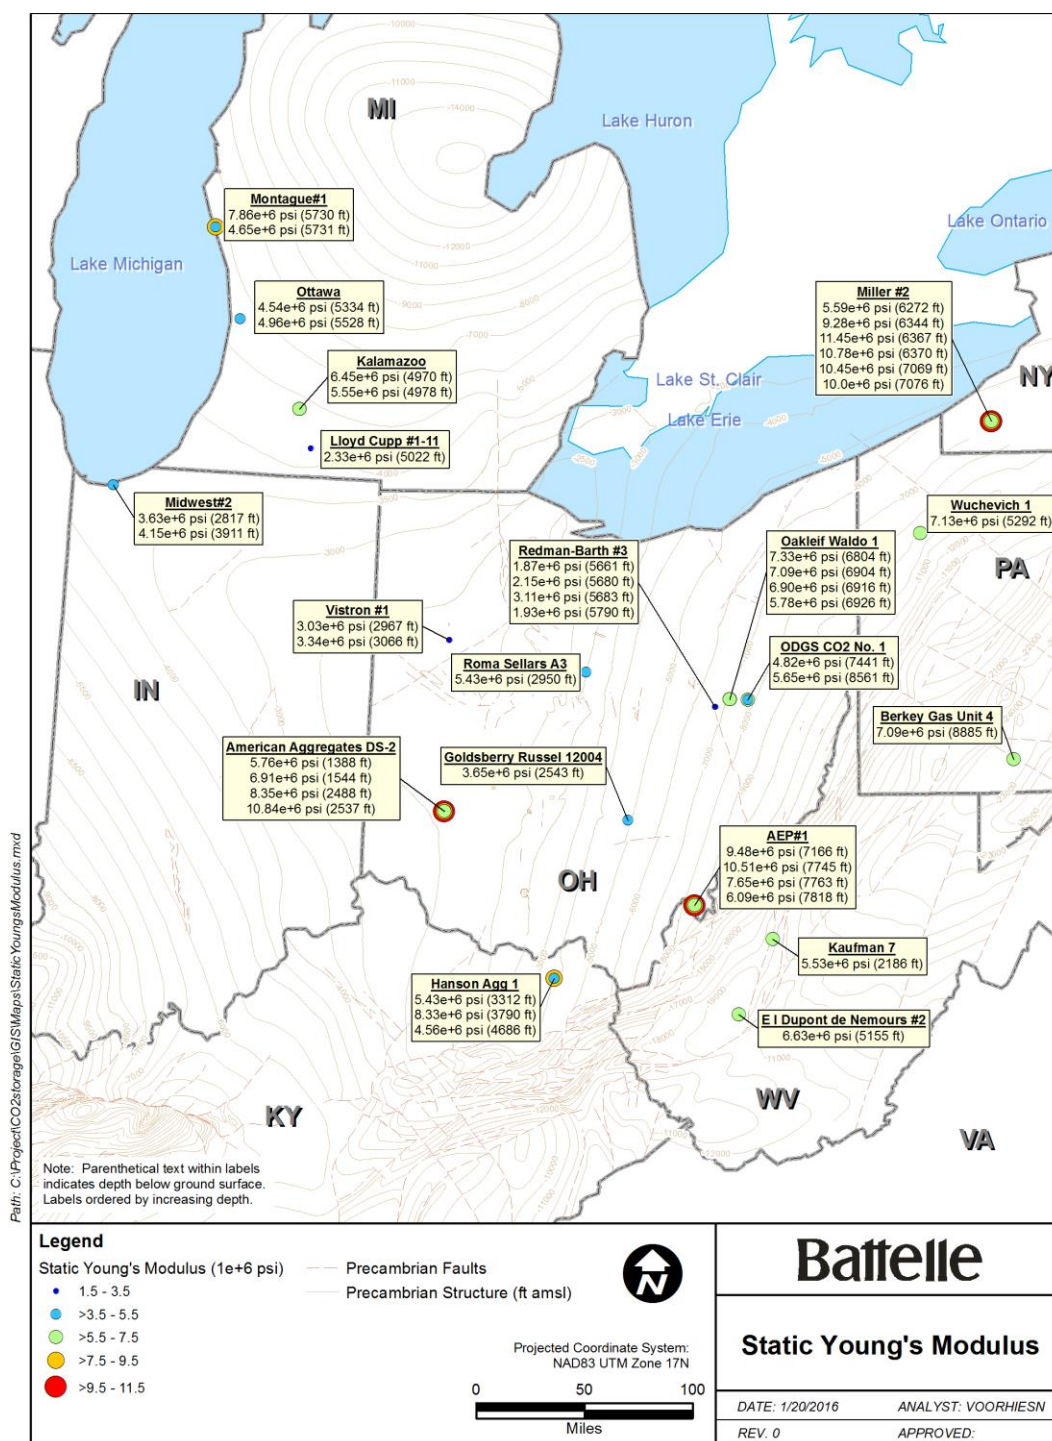 MI
Lake Huron
Montague#1
7.86e+6 psi (5730 ft)
4.65e+6 psi (5731 ft)
Lake Michigan
Lake Ontario
Ottawa
4.54e+6 psi (5334 ft)
4.96e+6 psi (5528 ft)
Miller #2
5.59e+6 psi (6272 ft)
9.28e+6 psi (6344 ft)
11.45e+6 psi (6367 ft)
10.78e+6 psi (6370 ft)
10.45e+6 psi (7069 ft)
10.0e+6 psi (7076 ft)
Kalamazoo
6.45e+6 psi (4970 ft)
5.55e+6 psi (4978 ft)
NY
Lake St. Clair
Lake Erie
Lloyd Cupp #1-11
2.33e+6 psi (5022 ft)
Midwest#2
3.63e+6 psi (2817 ft)
4.15e+6 psi (3911 ft)
Wuchevich 1
7.13e+6 psi (5292 ft)
Redman-Barth #3
1.87e+6 psi (5661 ft)
2.15e+6 psi (5680 ft)
3.11e+6 psi (5683 ft)
1.93e+6 psi (5790 ft)
Oakleif Waldo 1
7.33e+6 psi (6804 ft)
7.09e+6 psi (6904 ft)
6.90e+6 psi (6916 ft)
5.78e+6 psi (6926 ft)
PA
Vistron #1
3.03e+6 psi (2967 ft)
3.34e+6 psi (3066 ft)
Roma Sellars A3
5.43e+6 psi (2950 ft)
ODGS CO2 No. 1
4.82e+6 psi (7441 ft)
5.65e+6 psi (8561 ft)
IN
Berkey Gas Unit 4
7.09e+6 psi (8885 ft)
American Aggregates DS-2
5.76e+6 psi (1388 ft)
6.91e+6 psi (1544 ft)
8.35e+6 psi (2488 ft)
10.84e+6 psi (2537 ft)
Goldsberry Russel 12004
3.65e+6 psi (2543 ft)
AEP#1
9.48e+6 psi (7166 ft)
10.51e+6 psi (7745 ft)
7.65e+6 psi (7763 ft)
6.09e+6 psi (7818 ft)
OH
Kaufman 7
5.53e+6 psi (2186 ft)
Hanson Agg 1
5.43e+6 psi (3312 ft)
8.33e+6 psi (3790 ft)
4.56e+6 psi (4686 ft)
E I Dupont de Nemours #2
6.63e+6 psi (5155 ft)
WV
KY
VA
Note: Parenthetical text within labels
indicates depth below ground surface.
Labels ordered by increasing depth.
Path: C:\Project\CO2storage\GIS\Maps\StaticYoungsModulus.mxd
Legend
Static Young's Modulus (1e+6 psi)
1.5 - 3.5
>3.5 - 5.5
>5.5 - 7.5
>7.5 - 9.5
>9.5 - 11.5
Precambrian Faults
Precambrian Structure (ft amsl)
N
Projected Coordinate System:
NAD83 UTM Zone 17N
0 50 100
Miles
Battelle
Static Young's Modulus
DATE: 1/20/2016 ANALYST: VOORHIESN
REV. 0 APPROVED: